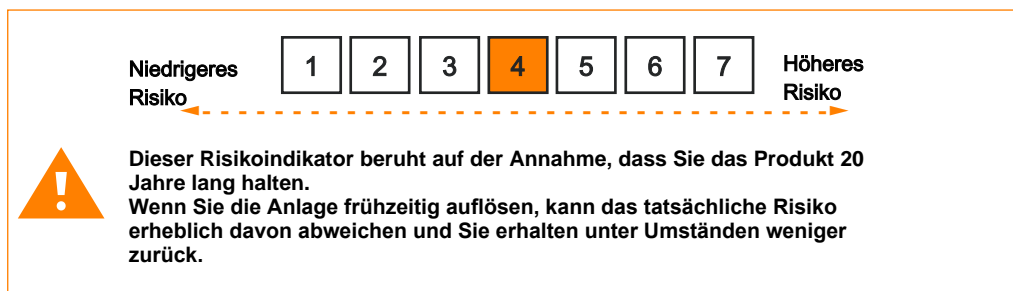 Niedrigeres
Risiko
1 2 3 4 5 6 7
Höheres
Risiko
!
Dieser Risikoindikator beruht auf der Annahme, dass Sie das Produkt 20
Jahre lang halten.
Wenn Sie die Anlage frühzeitig auflösen, kann das tatsächliche Risiko
erheblich davon abweichen und Sie erhalten unter Umständen weniger
zurück.